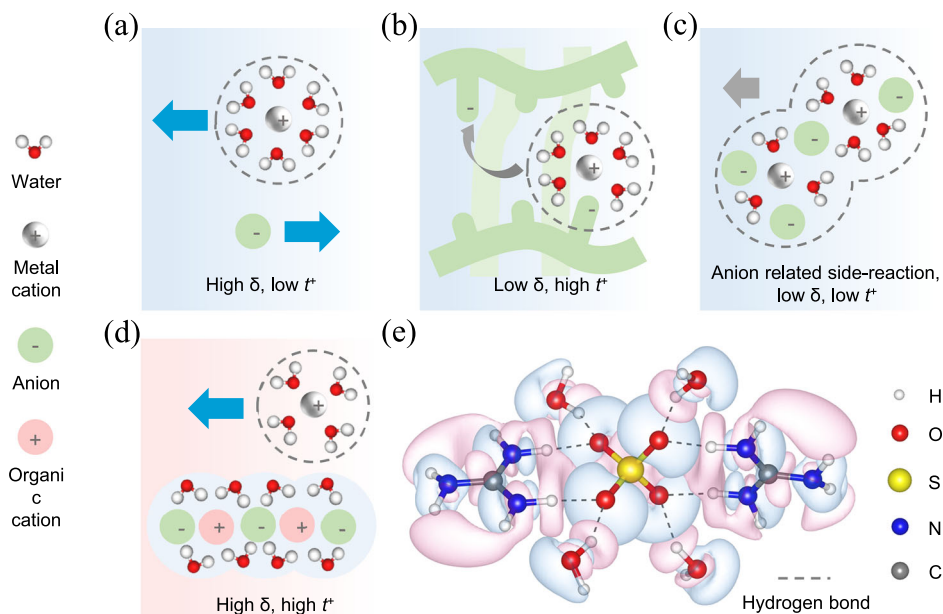 (a)
(b)
(c)
+
-
High δ, low t⁺
-
+
-
Low δ, high t⁺
-
+
-
-
+
-
Anion related side-reaction,
low δ, low t⁺
Water
+
Metal
cation
-
Anion
+
Organi
c
cation
(d)
+
-
+
-
+
-
High δ, high t⁺
(e)
H
O
S
N
C
Hydrogen bond